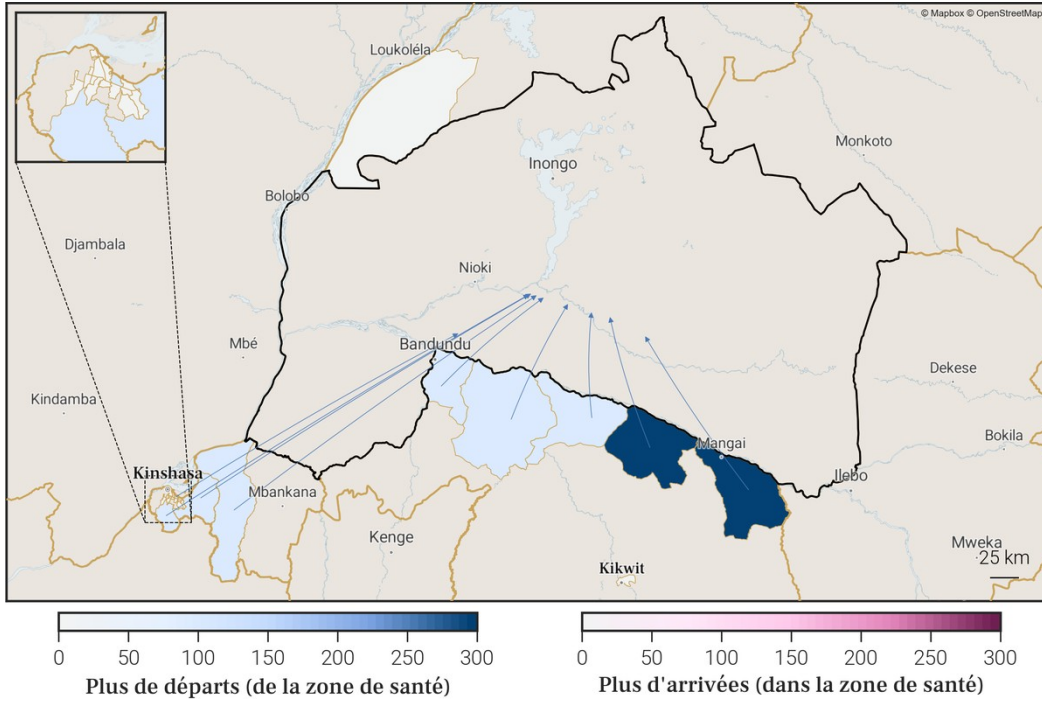 © Mapbox © OpenStreetMap
Loukoléla
Monkoto
Inongo
Bolobo
Djambala
Nioki
Mbé
Bandundu
Dekese
Kindamba
Bokila
Mangai
Kinshasa
Ilebo
Mbankana
Kenge
Mweka
25 km
Kikwit
0 50 100 150 200 250 300
Plus de départs (de la zone de santé)
0 50 100 150 200 250 300
Plus d'arrivées (dans la zone de santé)